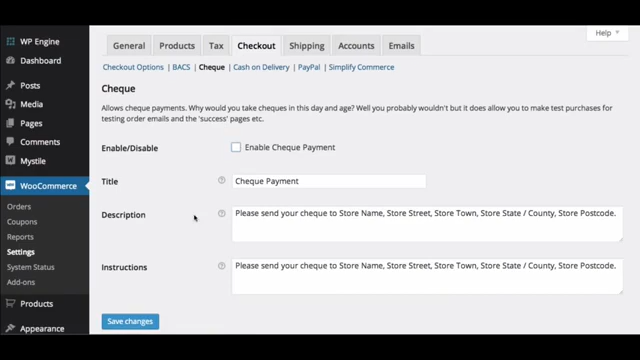 Help
WP Engine
Dashboard
Posts
Media
Pages
Comments
Mystile
WooCommerce
Orders
Coupons
Reports
Settings
System Status
Add-ons
Products
Appearance
General Products Tax Checkout Shipping Accounts Emails
Checkout Options | BACS | Cheque | Cash on Delivery | PayPal | Simplify Commerce
Cheque
Allows cheque payments. Why would you take cheques in this day and age? Well you probably wouldn't but it does allow you to make test purchases for
testing order emails and the 'success' pages etc.
Enable/Disable Enable Cheque Payment
Title ? Cheque Payment
Description ? Please send your cheque to Store Name, Store Street, Store Town, Store State / County, Store Postcode.
Instructions ? Please send your cheque to Store Name, Store Street, Store Town, Store State / County, Store Postcode.
Save changes